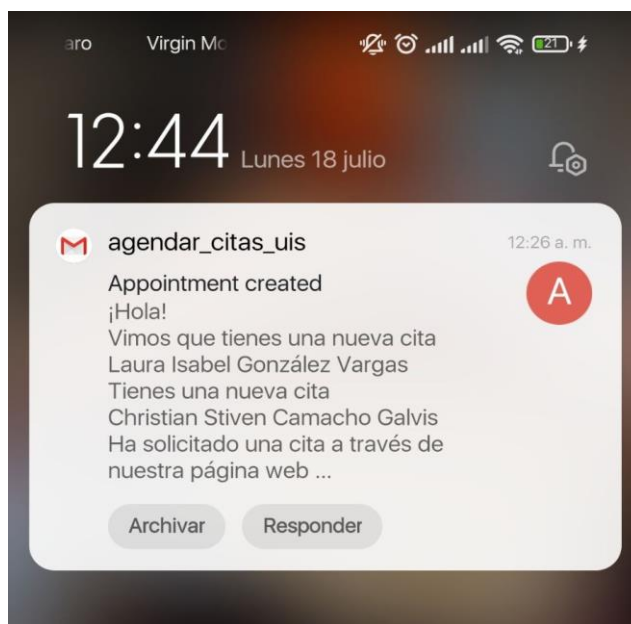 aro Virgin Mo
21
12:44 Lunes 18 julio
agendar_citas_uis 12:26 a. m.
Appointment created
A
¡Hola!
Vimos que tienes una nueva cita
Laura Isabel González Vargas
Tienes una nueva cita
Christian Stiven Camacho Galvis
Ha solicitado una cita a través de
nuestra página web ...
Archivar Responder